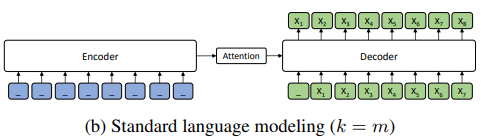 X1 X2 X3 X4 X5 X6 X7 X8
Encoder Attention Decoder
_ _ _ _ _ _ _ _ _ X1 X2 X3 X4 X5 X6 X7
(b) Standard language modeling (k = m)